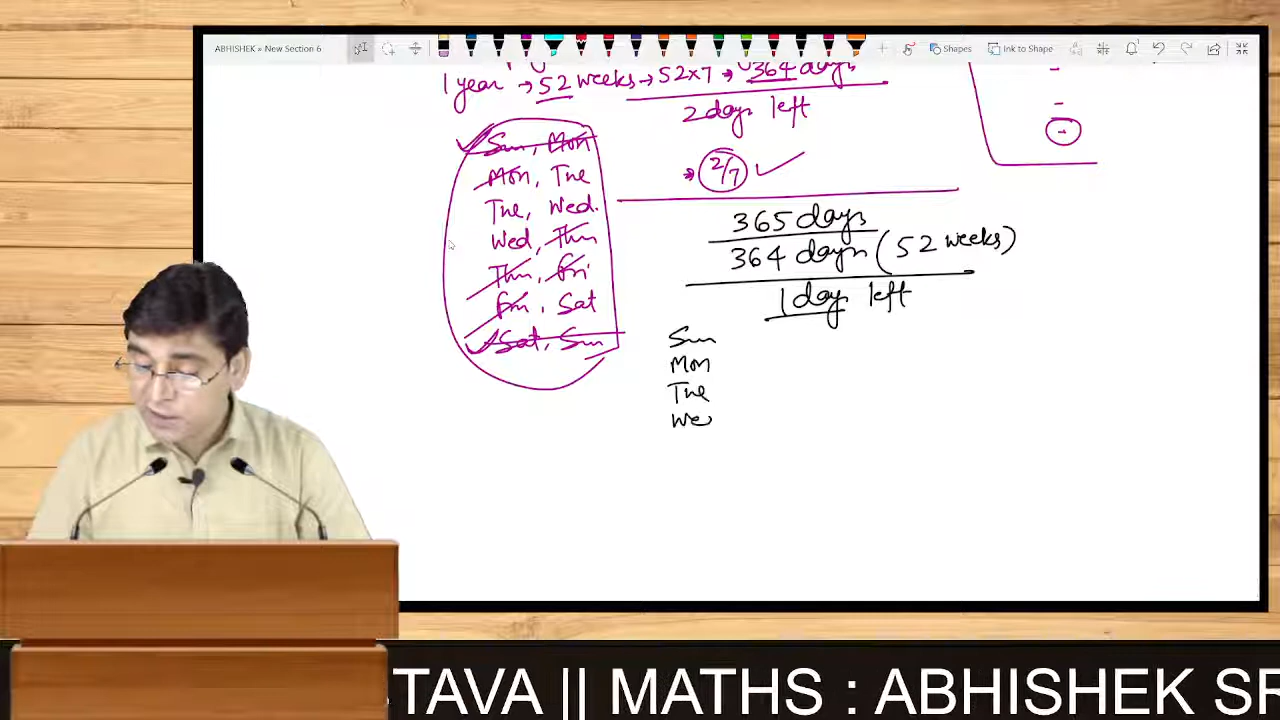 ABHISHEK » New Section 6
Shapes
Ink to Shape
1 year → 52 weeks → 52×7 → 364 days
2 days left
Sun, Mon
Mon, Tue
Tue, Wed.
Wed, Thu
Thu, Fri
Fri, Sat
Sat, Sun
2/7
365 days
364 days (52 weeks)
1 day left
Sun
Mon
Tue
We
TAVA || MATHS : ABHISHEK SR